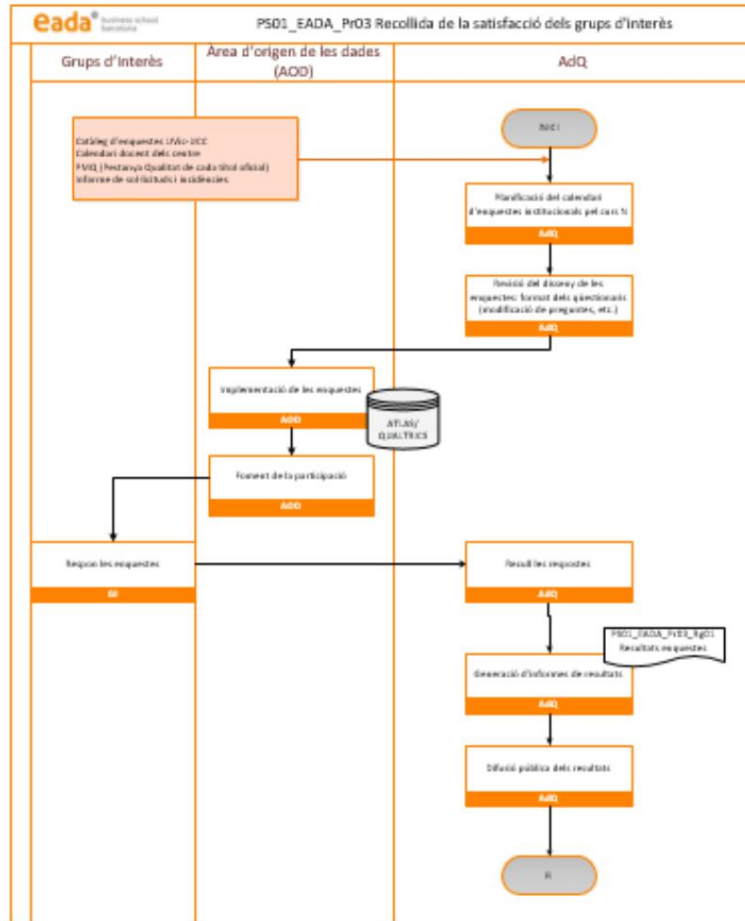 eada business school
barcelona
PS01_EADA_Pr03 Recollida de la satisfacció dels grups d'interès
Grups d'Interès
Àrea d'origen de les dades
(AOD)
AdQ
INICI
Catàleg d'enquestes UVic-UCC
Calendari docent dels centre
PMQ (Pestanya Qualitat de cada títol oficial)
Informe de sol·licituds i incidències
Planificació del calendari
d'enquestes institucionals pel curs N
AdQ
Revisió del disseny de les
enquestes: format dels qüestionaris
(modificació de preguntes, etc.)
AdQ
Implementació de les enquestes
AOD
ATLAS/
QUALTRICS
Foment de la participació
AOD
Respon les enquestes
GI
Recull les respostes
AdQ
PS01_EADA_Pr03_Rg01
Resultats enquestes
Generació d'informes de resultats
AdQ
Difusió pública dels resultats
AdQ